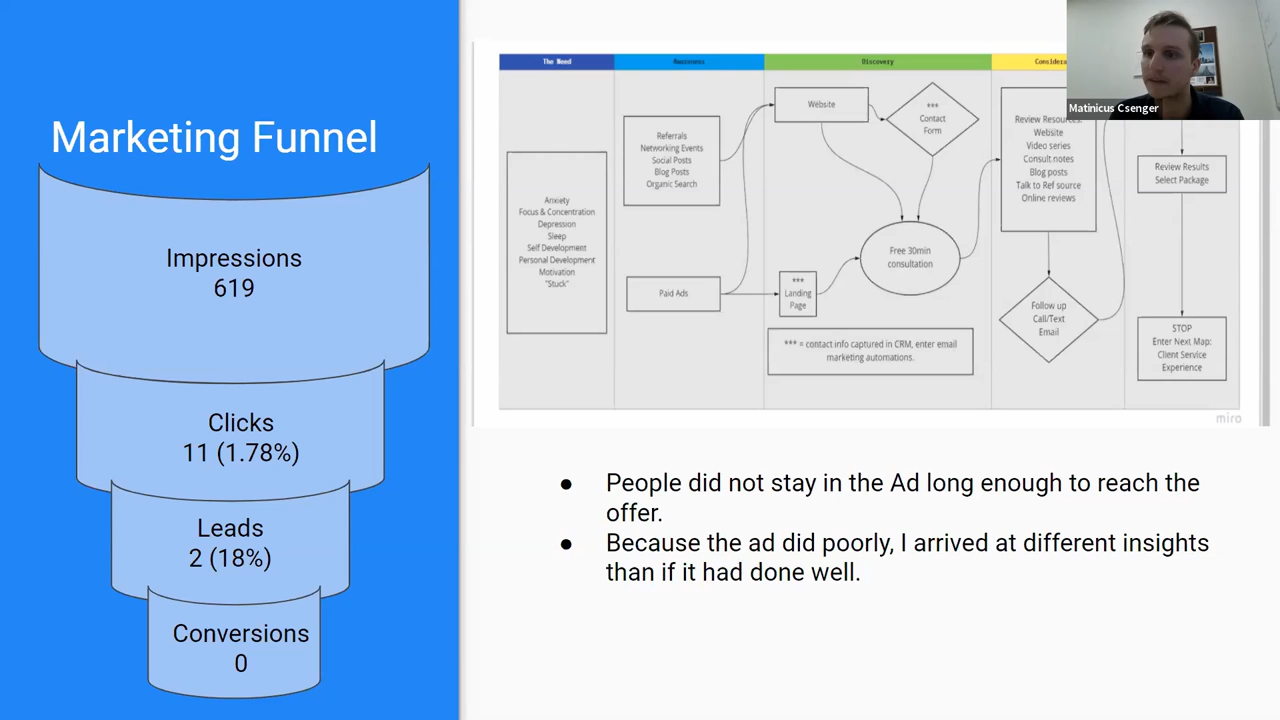 Marketing Funnel
Impressions
619
Clicks
11 (1.78%)
Leads
2 (18%)
Conversions
0
The Need
Awareness
Discovery
Anxiety
Focus & Concentration
Depression
Sleep
Self Development
Personal Development
Motivation
"Stuck"
Referrals
Networking Events
Social Posts
Blog Posts
Organic Search
Paid Ads
Website
***
Contact
Form
Free 30min
consultation
***
Landing
Page
*** = contact info captured in CRM, enter email
marketing automations.
Review Resources:
Website
Video series
Consult notes
Blog posts
Talk to Ref source
Online reviews
Follow up
Call/Text
Email
Review Results
Select Package
STOP
Enter Next Map:
Client Service
Experience
miro
Matinicus Csenger
● People did not stay in the Ad long enough to reach the
offer.
● Because the ad did poorly, I arrived at different insights
than if it had done well.